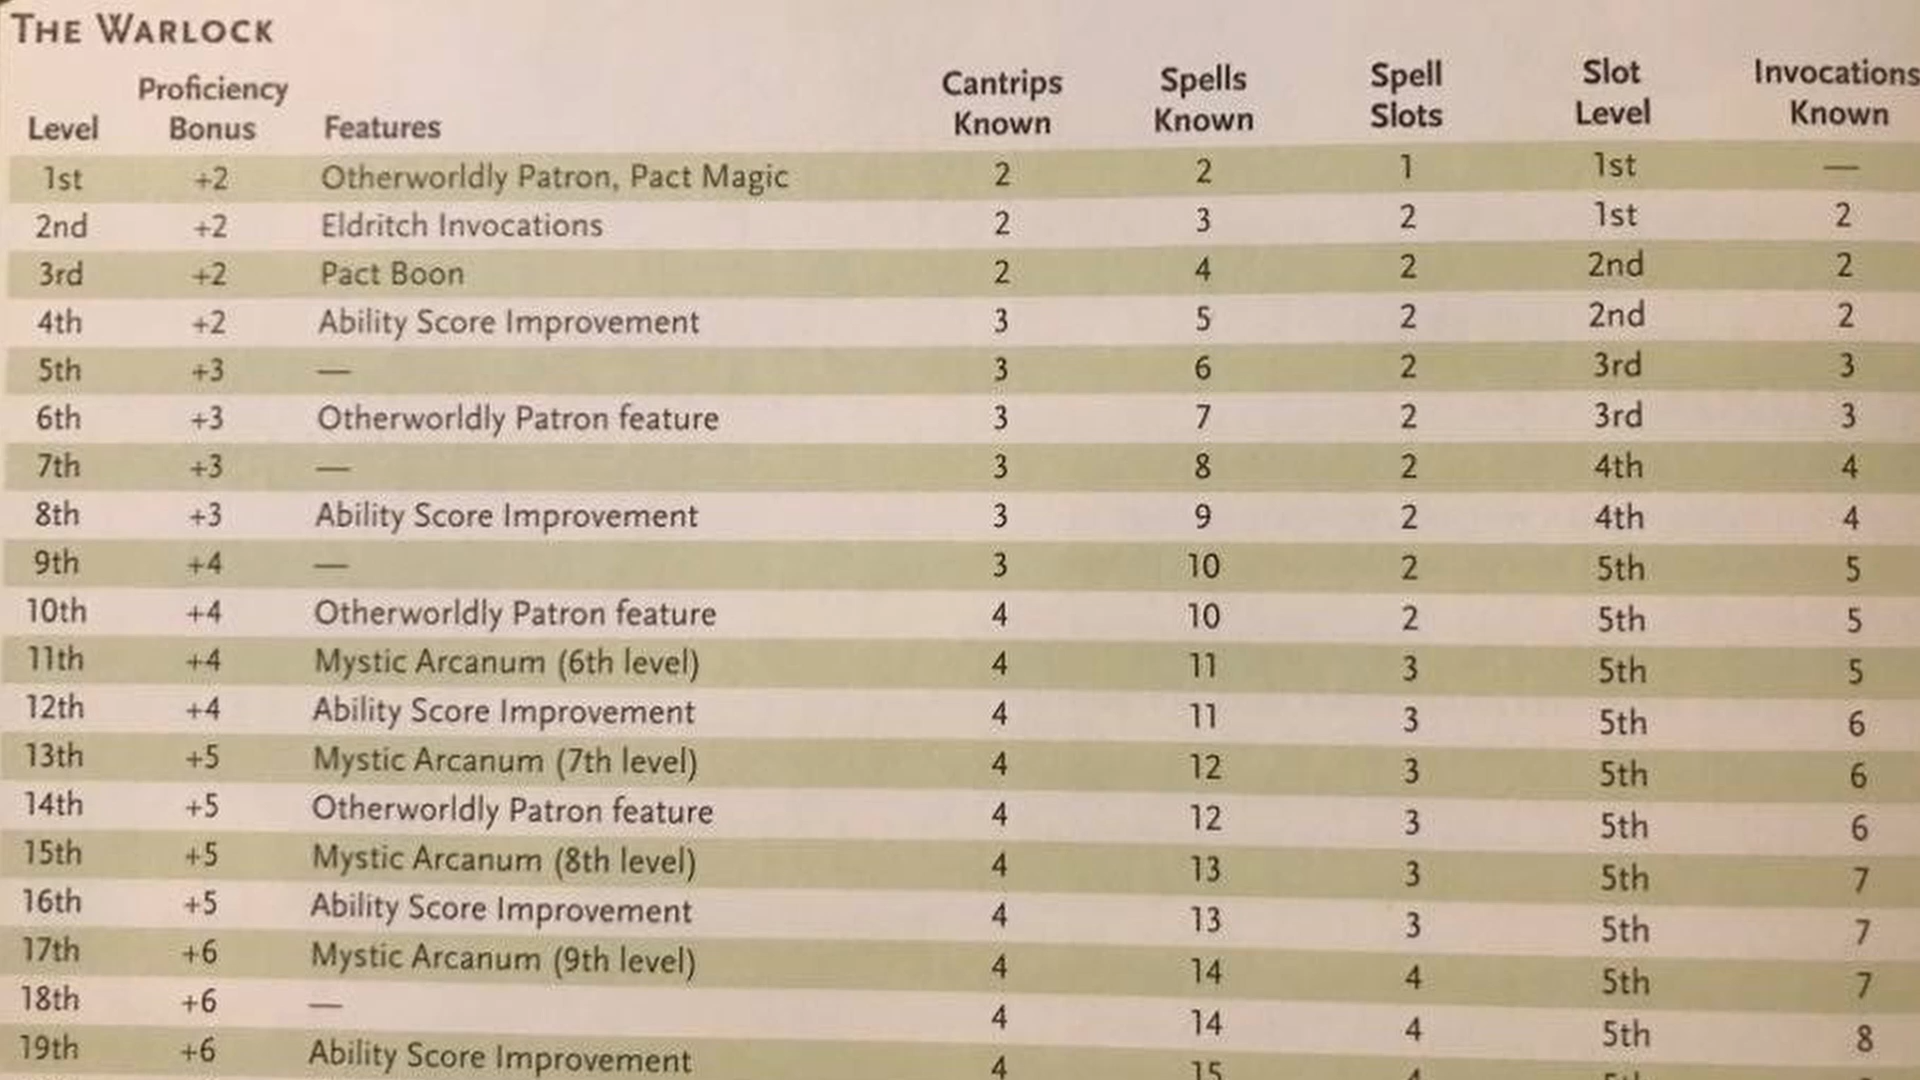 THE WARLOCK
Proficiency Cantrips Spells Spell Slot Invocations
Level Bonus Features Known Known Slots Level Known
1st +2 Otherworldly Patron, Pact Magic 2 2 1 1st —
2nd +2 Eldritch Invocations 2 3 2 1st 2
3rd +2 Pact Boon 2 4 2 2nd 2
4th +2 Ability Score Improvement 3 5 2 2nd 2
5th +3 — 3 6 2 3rd 3
6th +3 Otherworldly Patron feature 3 7 2 3rd 3
7th +3 — 3 8 2 4th 4
8th +3 Ability Score Improvement 3 9 2 4th 4
9th +4 — 3 10 2 5th 5
10th +4 Otherworldly Patron feature 4 10 2 5th 5
11th +4 Mystic Arcanum (6th level) 4 11 3 5th 5
12th +4 Ability Score Improvement 4 11 3 5th 6
13th +5 Mystic Arcanum (7th level) 4 12 3 5th 6
14th +5 Otherworldly Patron feature 4 12 3 5th 6
15th +5 Mystic Arcanum (8th level) 4 13 3 5th 7
16th +5 Ability Score Improvement 4 13 3 5th 7
17th +6 Mystic Arcanum (9th level) 4 14 4 5th 7
18th +6 — 4 14 4 5th 8
19th +6 Ability Score Improvement 4 15 4 5th